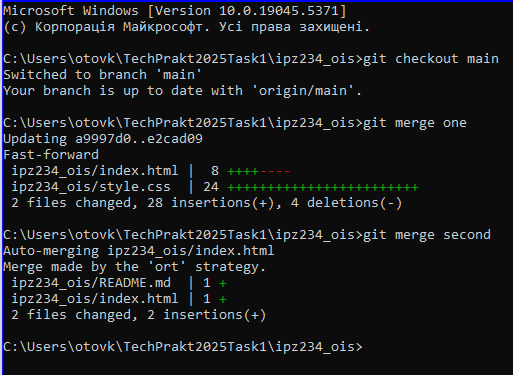 Microsoft Windows [Version 10.0.19045.5371]
(c) Корпорація Майкрософт. Усі права захищені.
C:\Users\otovk\TechPrakt2025Task1\ipz234_ois>git checkout main
Switched to branch 'main'
Your branch is up to date with 'origin/main'.
C:\Users\otovk\TechPrakt2025Task1\ipz234_ois>git merge one
Updating a9997d0..e2cad09
Fast-forward
 ipz234_ois/index.html |  8 ++++----
 ipz234_ois/style.css  | 24 ++++++++++++++++++++++++
 2 files changed, 28 insertions(+), 4 deletions(-)
C:\Users\otovk\TechPrakt2025Task1\ipz234_ois>git merge second
Auto-merging ipz234_ois/index.html
Merge made by the 'ort' strategy.
 ipz234_ois/README.md  | 1 +
 ipz234_ois/index.html | 1 +
 2 files changed, 2 insertions(+)
C:\Users\otovk\TechPrakt2025Task1\ipz234_ois>